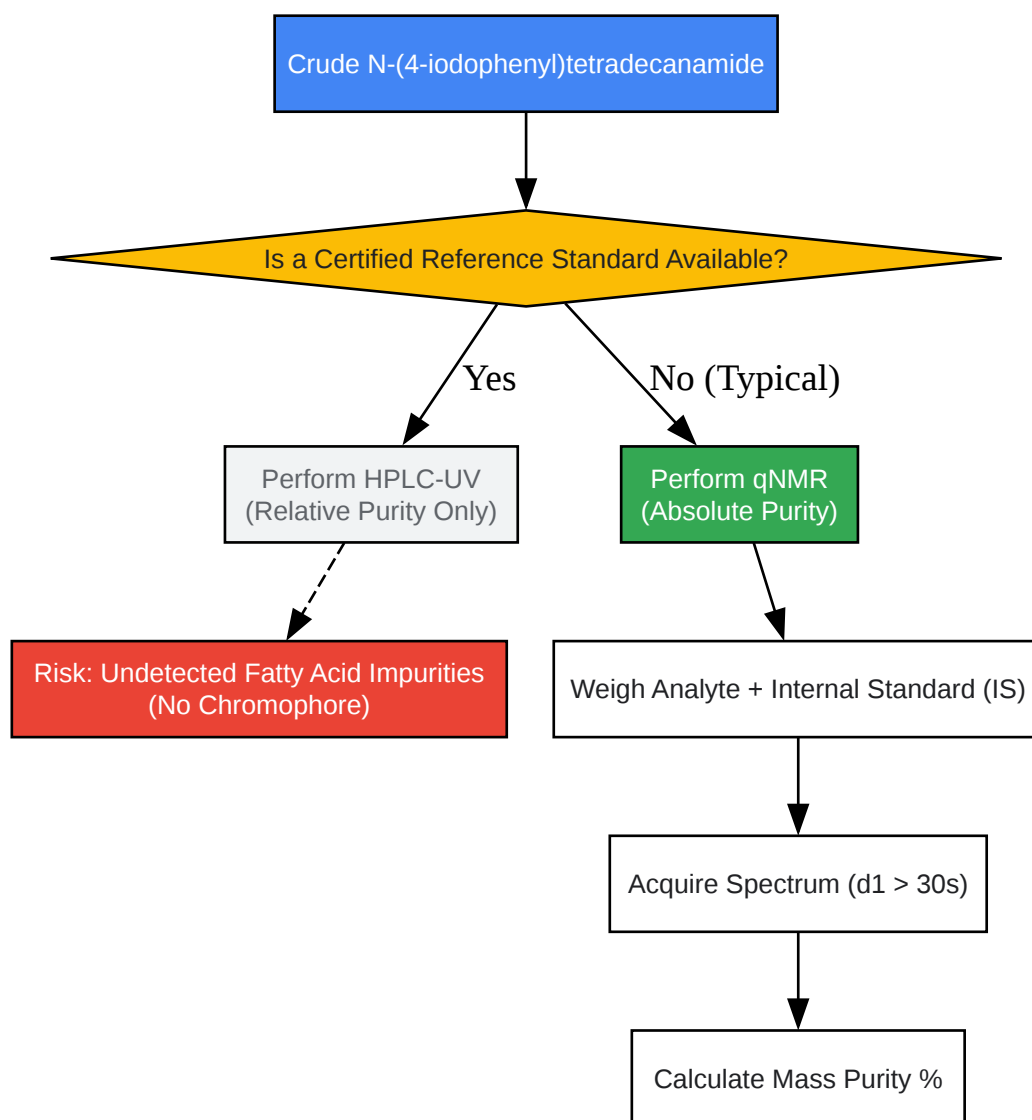 Crude N-(4-iodophenyl)tetradecanamide
Is a Certified Reference Standard Available?
Yes
No (Typical)
Perform HPLC-UV
(Relative Purity Only)
Perform qNMR
(Absolute Purity)
Risk: Undetected Fatty Acid Impurities
(No Chromophore)
Weigh Analyte + Internal Standard (IS)
Acquire Spectrum (d1 > 30s)
Calculate Mass Purity %